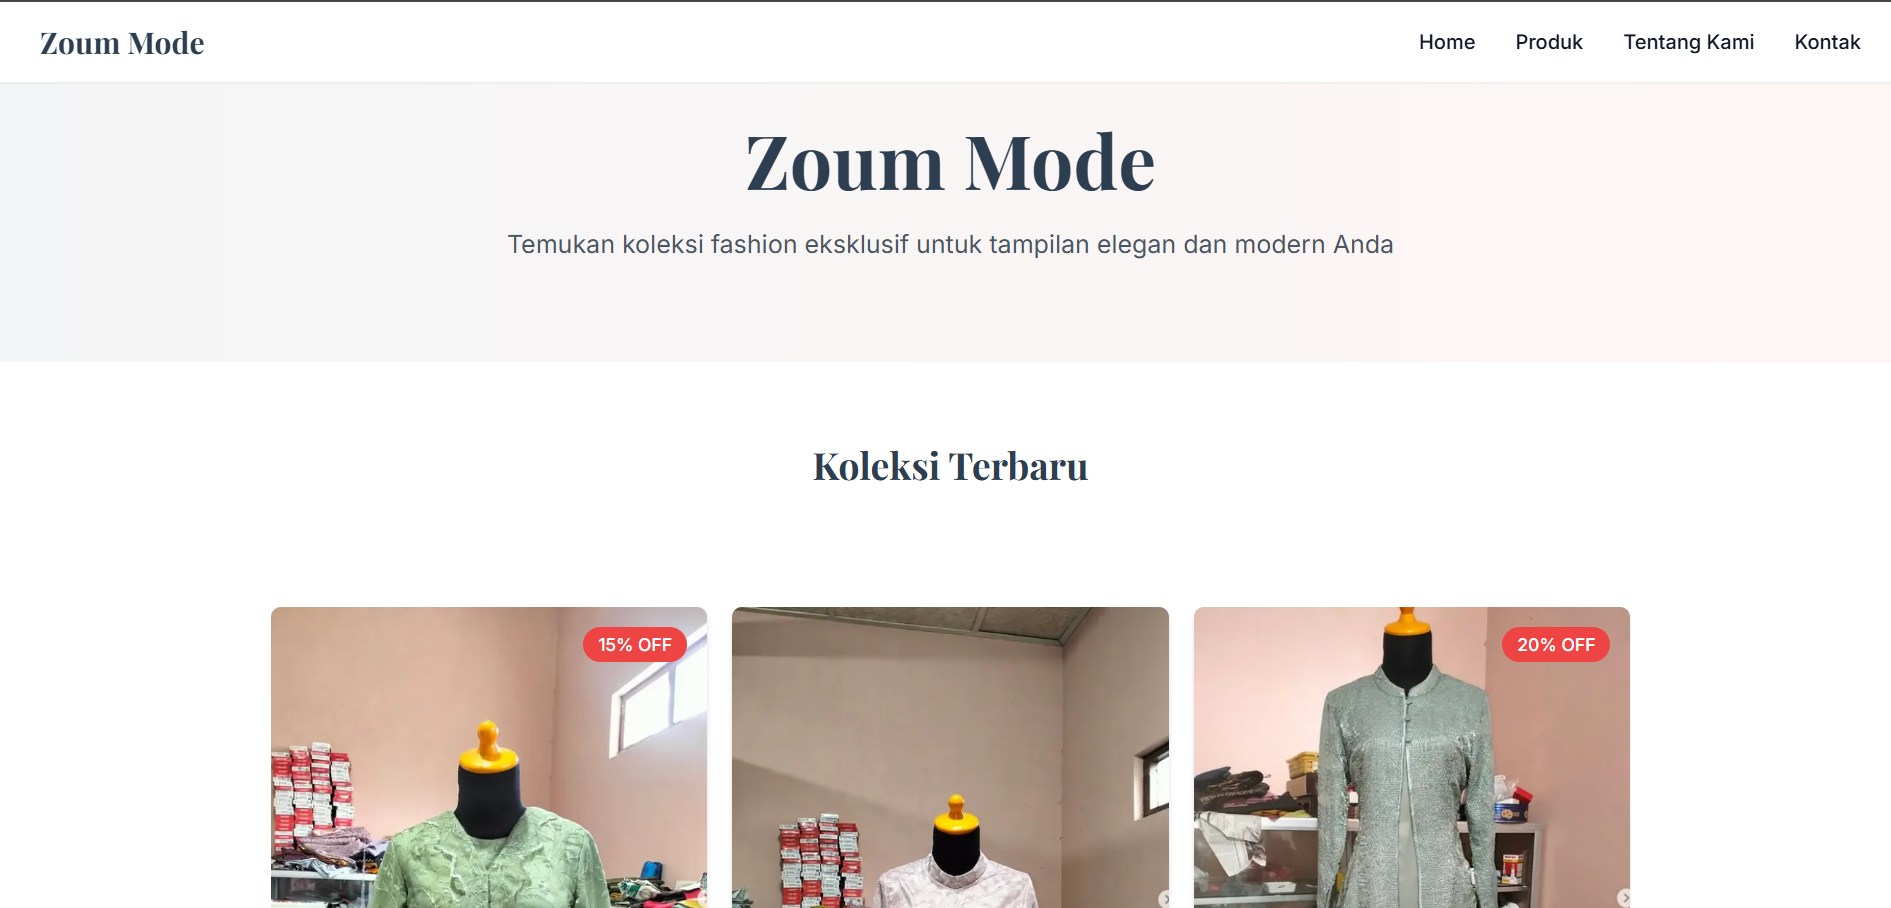 Zoum Mode
Home Produk Tentang Kami Kontak
Zoum Mode
Temukan koleksi fashion eksklusif untuk tampilan elegan dan modern Anda
Koleksi Terbaru
15% OFF
20% OFF